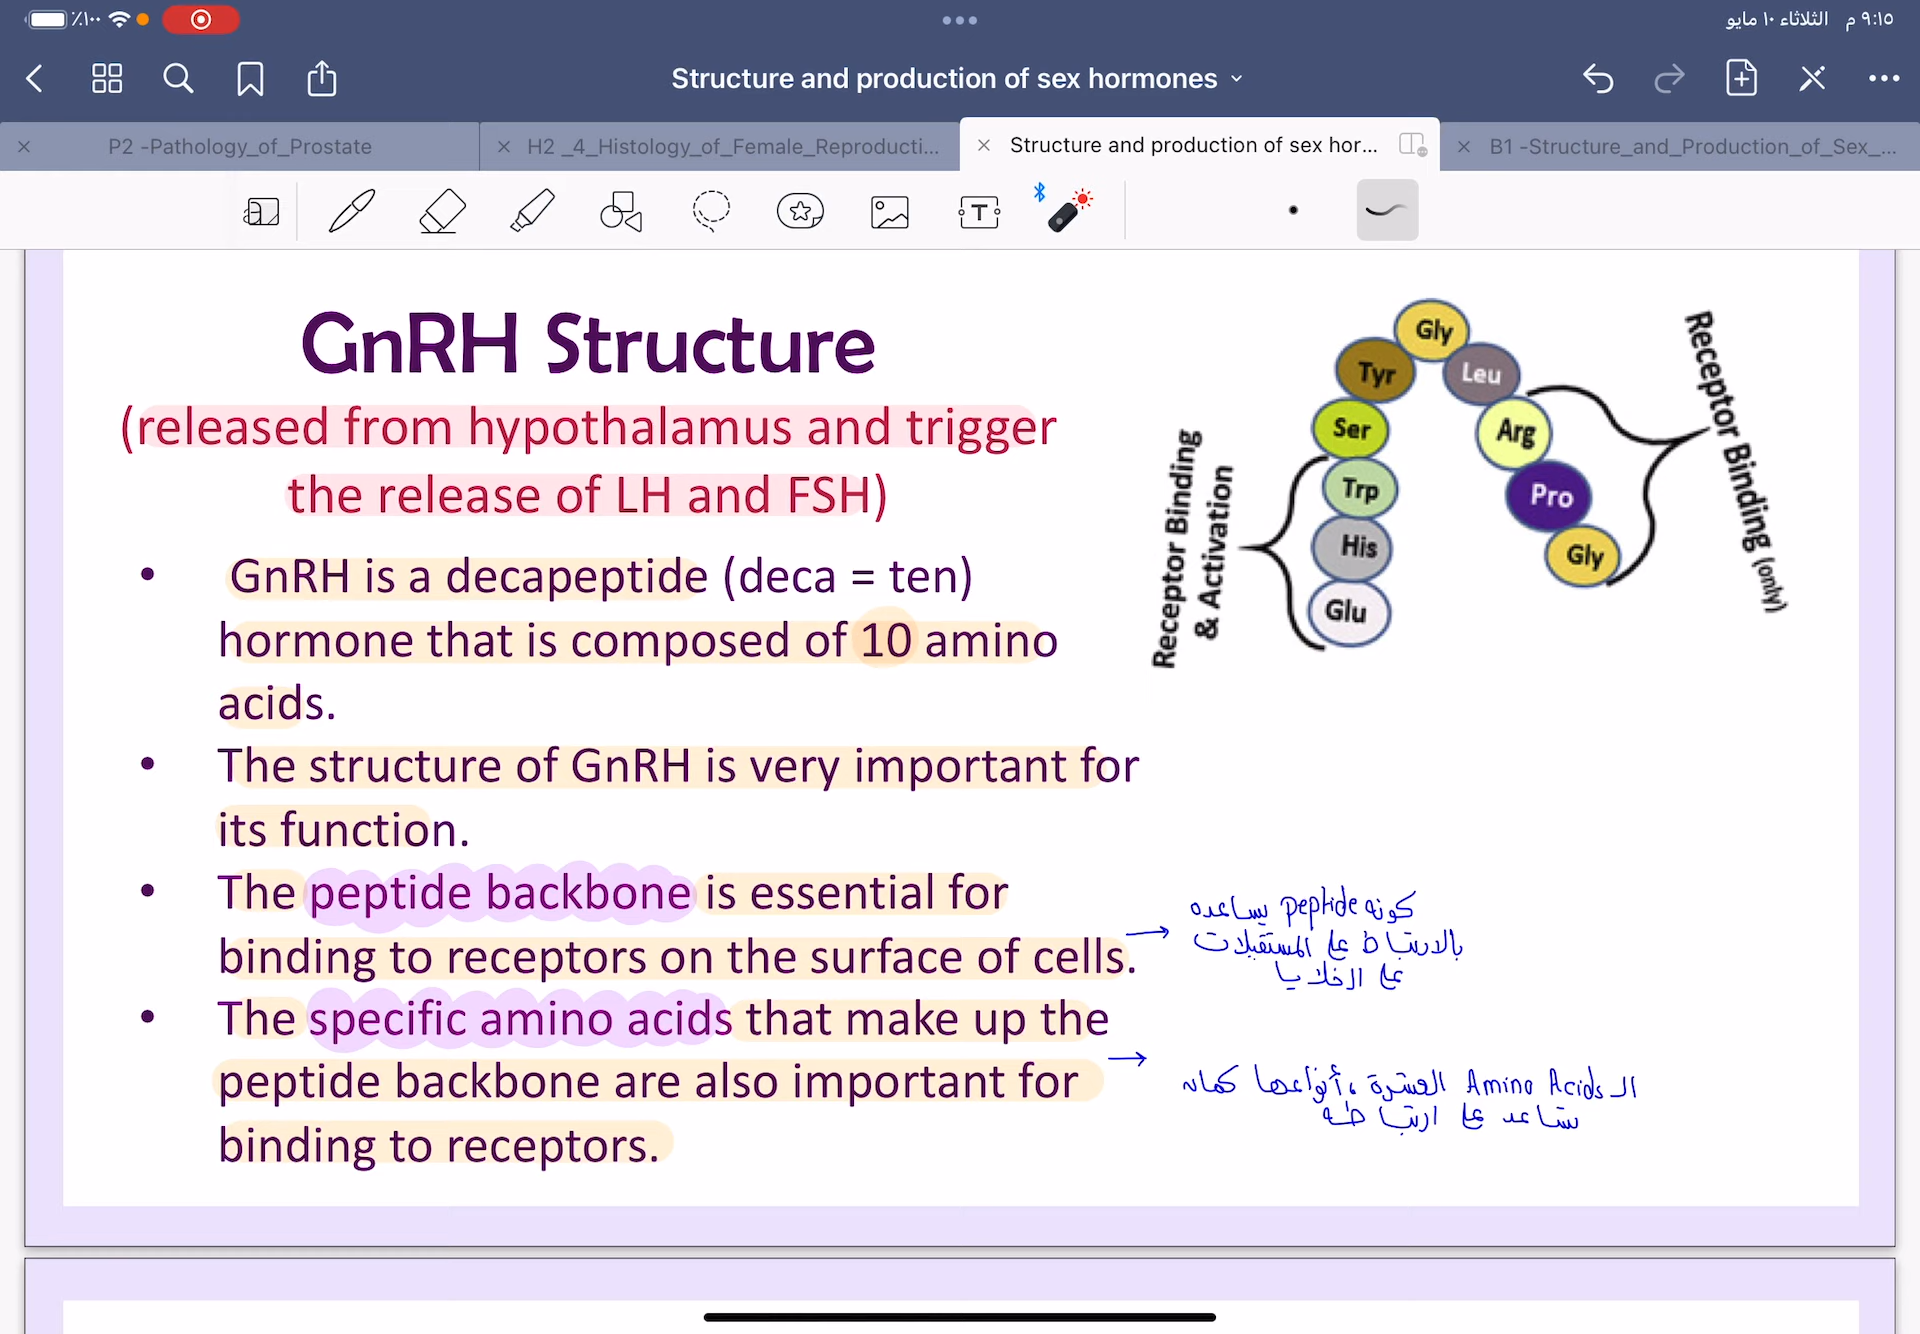 ٪١٠٠
٩:١٥ م الثلاثاء ١٠ مايو
Structure and production of sex hormones
P2 -Pathology_of_Prostate
H2 _4_Histology_of_Female_Reproducti...
Structure and production of sex hor...
B1 -Structure_and_Production_of_Sex_...
GnRH Structure
(released from hypothalamus and trigger
the release of LH and FSH)
• GnRH is a decapeptide (deca = ten)
hormone that is composed of 10 amino
acids.
• The structure of GnRH is very important for
its function.
• The peptide backbone is essential for
binding to receptors on the surface of cells.
• The specific amino acids that make up the
peptide backbone are also important for
binding to receptors.
Receptor Binding
& Activation
Glu
His
Trp
Ser
Tyr
Gly
Leu
Arg
Pro
Gly
Receptor Binding (only)
→ كونه peptide يساعده
بالارتباط على المستقبلات
على الخلايا
→ الـ Amino Acids العشرة، أنواعها كمان
تساعد على ارتباطه